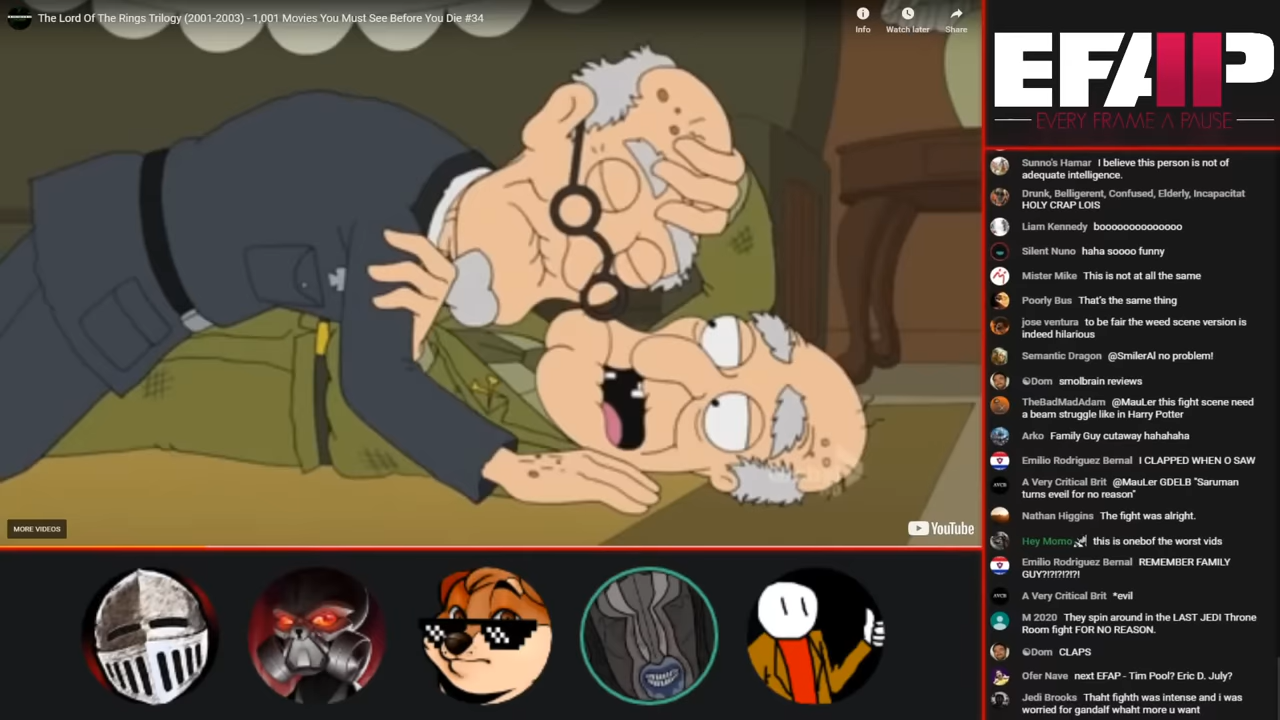 The Lord Of The Rings Trilogy (2001-2003) - 1,001 Movies You Must See Before You Die #34
Info
Watch later
Share
MORE VIDEOS
YouTube
EFAP
EVERY FRAME A PAUSE
Sunno's Hamar I believe this person is not of
adequate intelligence.
Drunk, Belligerent, Confused, Elderly, Incapacitat
HOLY CRAP LOIS
Liam Kennedy booooooooooooooo
Silent Nuno haha soooo funny
Mister Mike This is not at all the same
Poorly Bus That's the same thing
jose ventura to be fair the weed scene version is
indeed hilarious
Semantic Dragon @SmilerAl no problem!
☯Dom smolbrain reviews
TheBadMadAdam @MauLer this fight scene need
a beam struggle like in Harry Potter
Arko Family Guy cutaway hahahaha
Emilio Rodriguez Bernal I CLAPPED WHEN O SAW
A Very Critical Brit @MauLer GDELB "Saruman
turns eveil for no reason"
Nathan Higgins The fight was alright.
Hey Momo this is onebof the worst vids
Emilio Rodriguez Bernal REMEMBER FAMILY
GUY?!?!?!?!?!
A Very Critical Brit *evil
M 2020 They spin around in the LAST JEDI Throne
Room fight FOR NO REASON.
☯Dom CLAPS
Ofer Nave next EFAP - Tim Pool? Eric D. July?
Jedi Brooks Thaht fighth was intense and i was
worried for gandalf whaht more u want